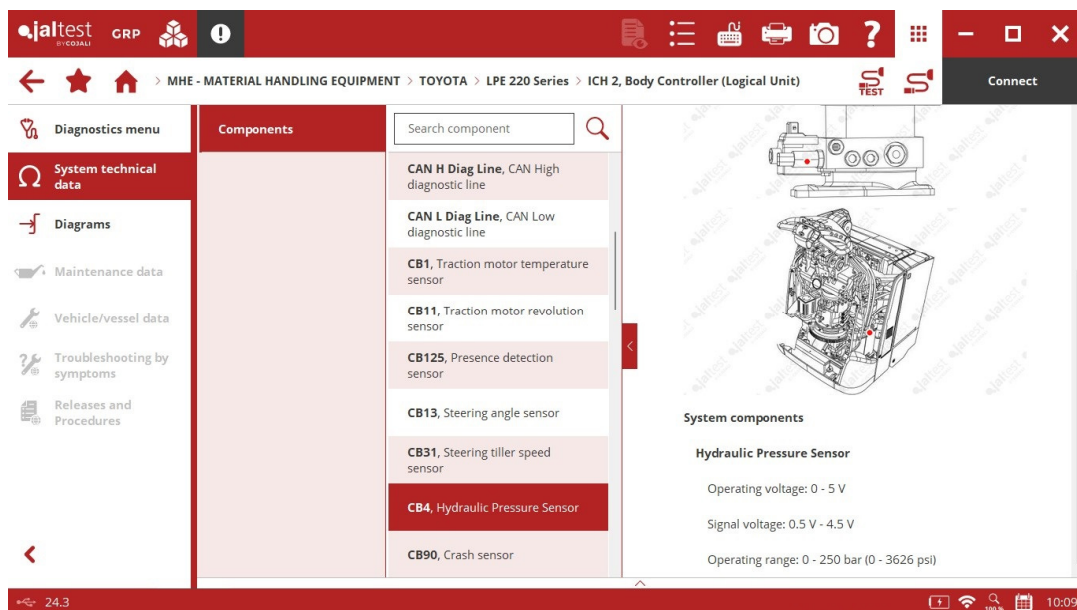 jaltest
BY COJALI
GRP
?
> MHE - MATERIAL HANDLING EQUIPMENT > TOYOTA > LPE 220 Series > ICH 2, Body Controller (Logical Unit)
TEST
Connect
Diagnostics menu
System technical
data
Diagrams
Maintenance data
Vehicle/vessel data
Troubleshooting by
symptoms
Releases and
Procedures
Components
Search component
CAN H Diag Line, CAN High
diagnostic line
CAN L Diag Line, CAN Low
diagnostic line
CB1, Traction motor temperature
sensor
CB11, Traction motor revolution
sensor
CB125, Presence detection
sensor
CB13, Steering angle sensor
CB31, Steering tiller speed
sensor
CB4, Hydraulic Pressure Sensor
CB90, Crash sensor
System components
Hydraulic Pressure Sensor
Operating voltage: 0 - 5 V
Signal voltage: 0.5 V - 4.5 V
Operating range: 0 - 250 bar (0 - 3626 psi)
24.3
100 %
10:09